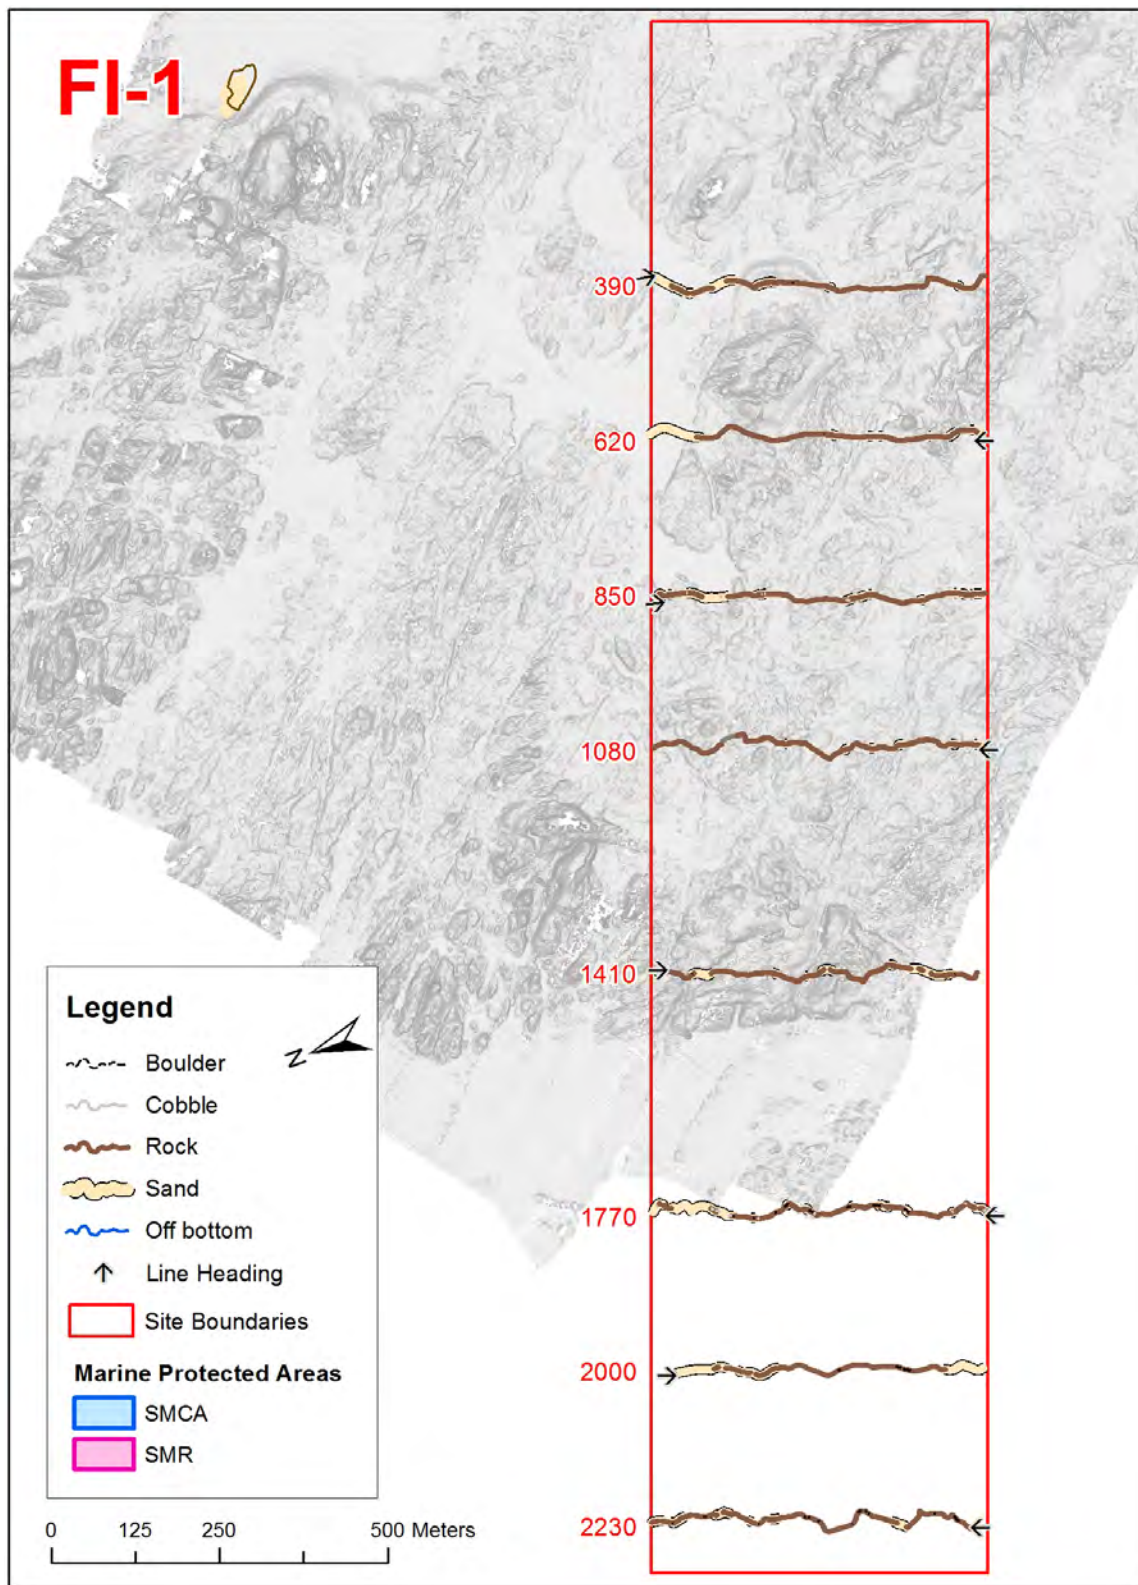 FI-1
390
620
850
1080
1410
1770
2000
2230
Legend
N
Boulder
Cobble
Rock
Sand
Off bottom
Line Heading
Site Boundaries
Marine Protected Areas
SMCA
SMR
0 125 250 500 Meters